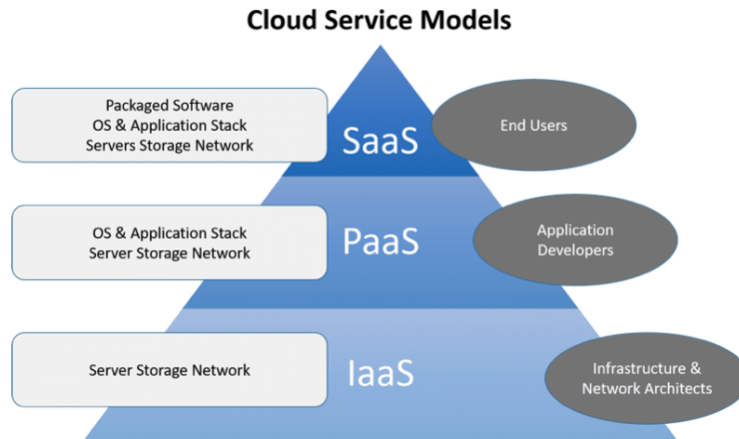 Cloud Service Models
Packaged Software
OS & Application Stack
Servers Storage Network
SaaS
End Users
OS & Application Stack
Server Storage Network
PaaS
Application
Developers
Server Storage Network
IaaS
Infrastructure &
Network Architects